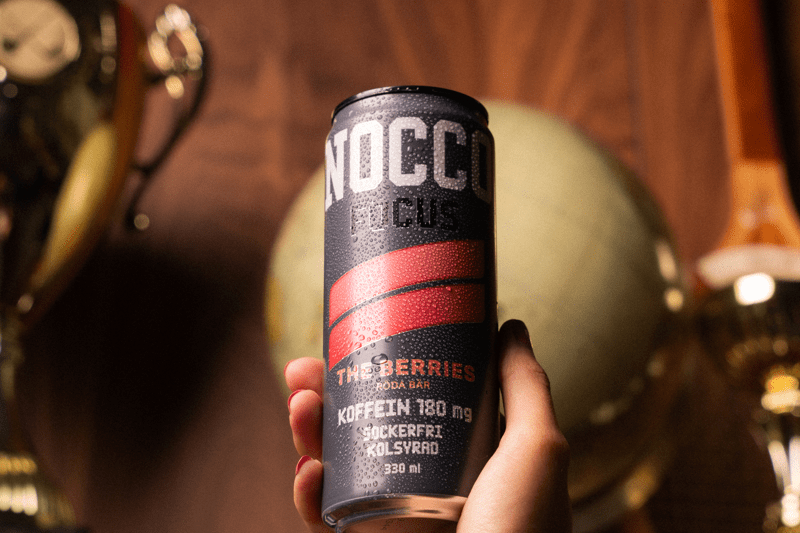 NOCCO
FOCUS
THE BERRIES
RÖDA BÄR
KOFFEIN 180 mg
SOCKERFRI
KOLSYRAD
330 ml